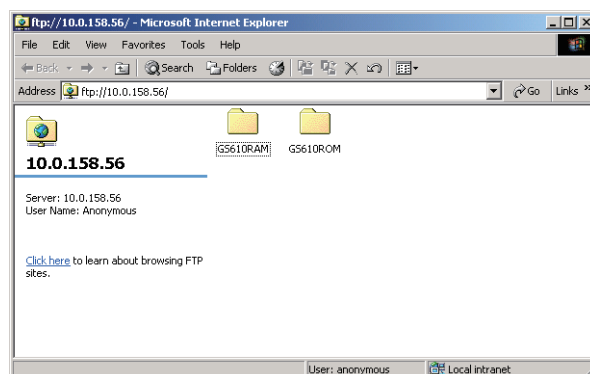 ftp://10.0.158.56/ - Microsoft Internet Explorer
File Edit View Favorites Tools Help
Back Search Folders
Address ftp://10.0.158.56/ Go Links »
GS610RAM GS610ROM
10.0.158.56
Server: 10.0.158.56
User Name: Anonymous
Click here to learn about browsing FTP
sites.
User: anonymous Local intranet